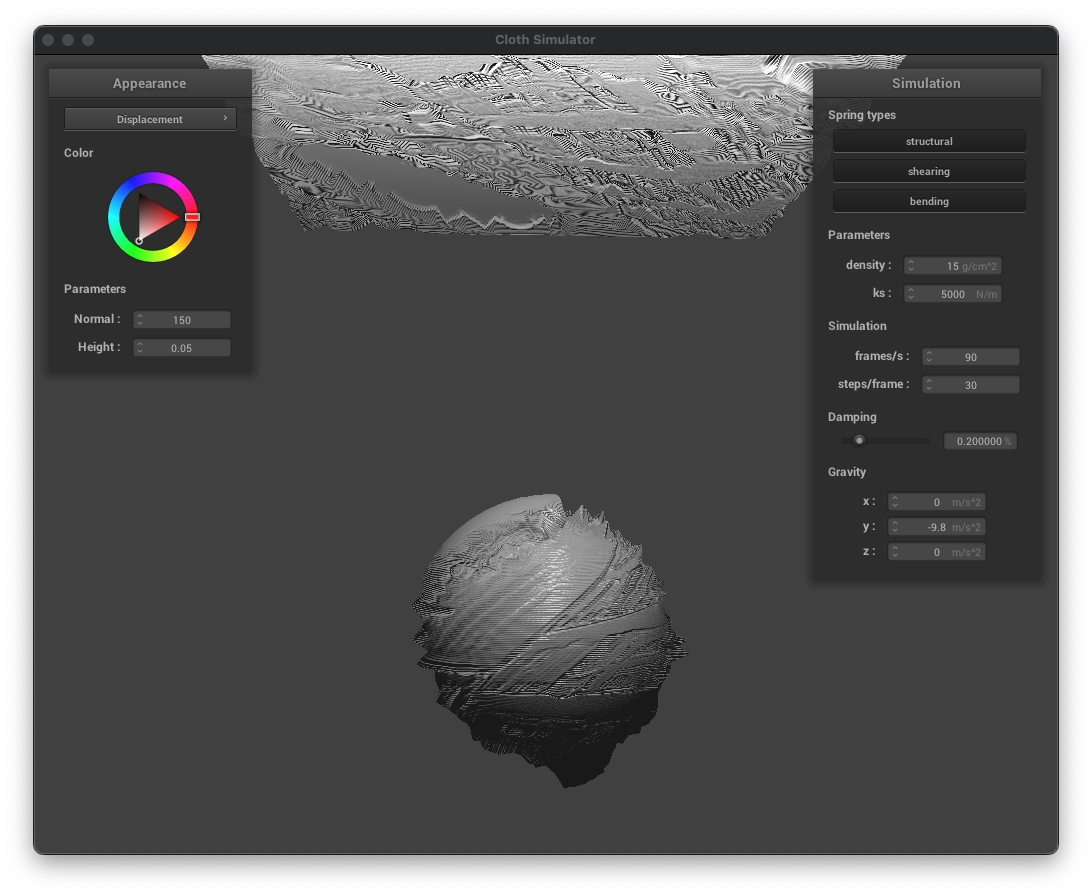 Cloth Simulator
Appearance
Displacement
Color
Parameters
Normal : 150
Height : 0.05
Simulation
Spring types
structural
shearing
bending
Parameters
density : 15 g/cm^2
ks : 5000 N/m
Simulation
frames/s : 90
steps/frame : 30
Damping
0.200000 %
Gravity
x : 0 m/s^2
y : -9.8 m/s^2
z : 0 m/s^2